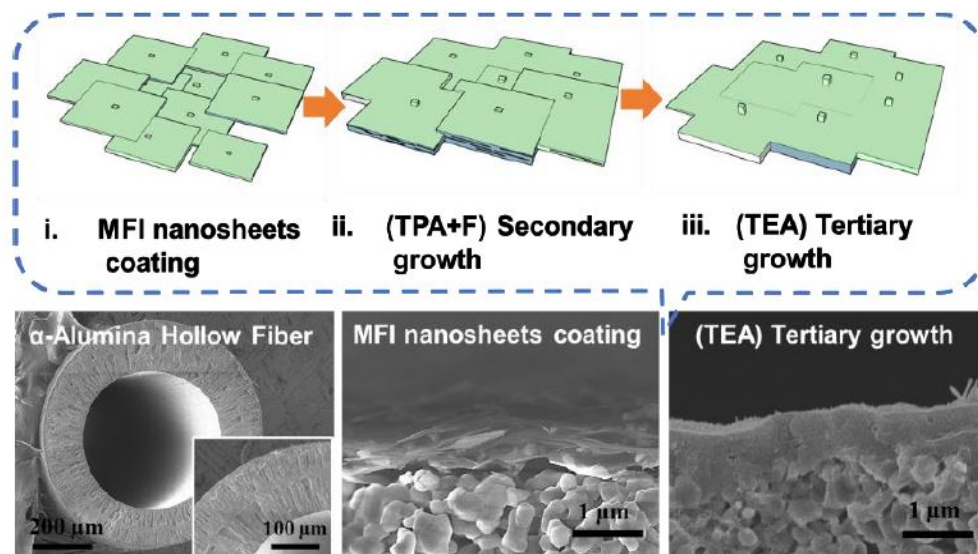 i. MFI nanosheets
coating
ii. (TPA+F) Secondary
growth
iii. (TEA) Tertiary
growth
α-Alumina Hollow Fiber
200 μm
100 μm
MFI nanosheets coating
1 μm
(TEA) Tertiary growth
1 μm